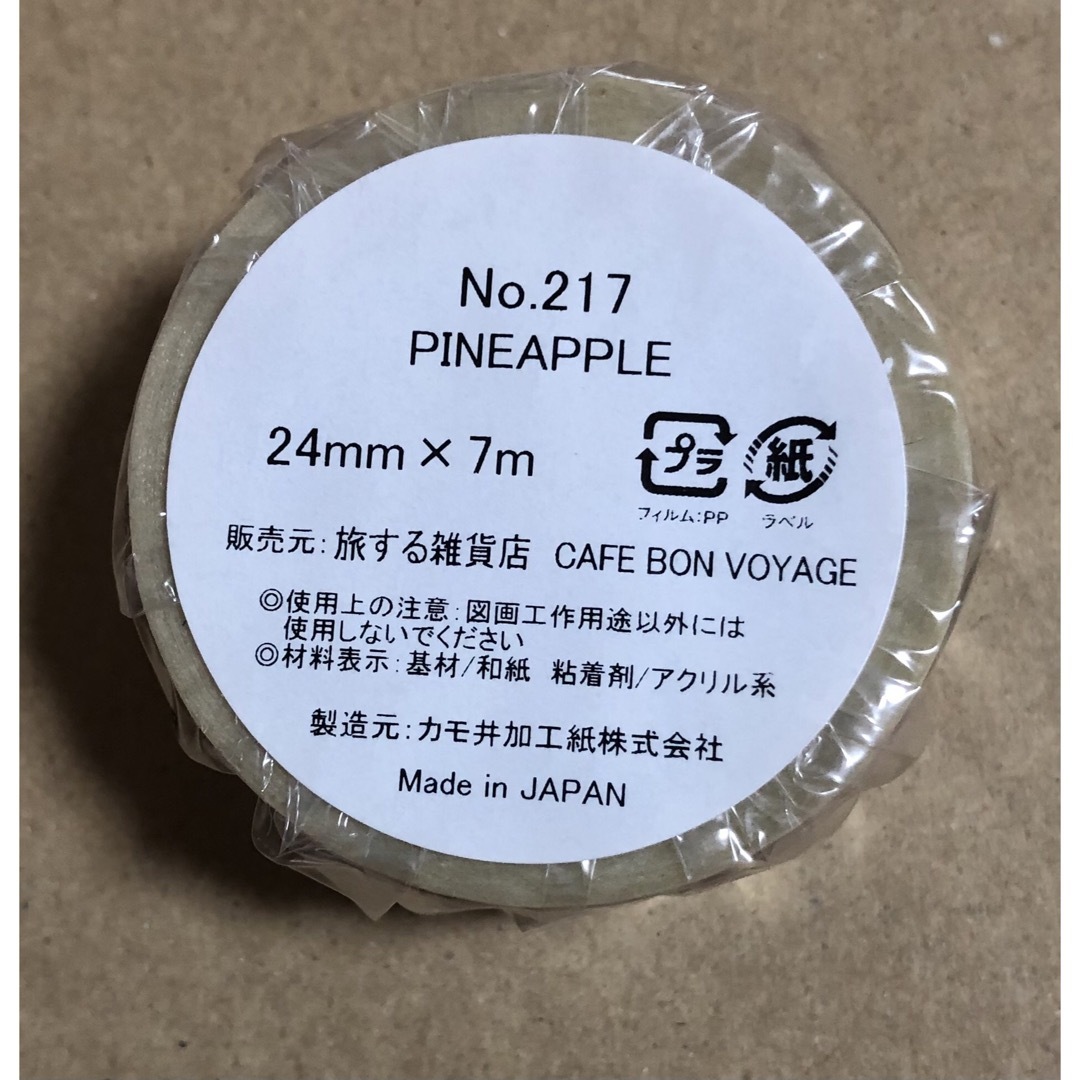 No.217
PINEAPPLE
24mm×7m
プラ 紙
フィルム:PP ラベル
販売元:旅する雑貨店 CAFE BON VOYAGE
◎使用上の注意:図画工作用途以外には
使用しないでください
◎材料表示:基材/和紙 粘着剤/アクリル系
製造元:カモ井加工紙株式会社
Made in JAPAN